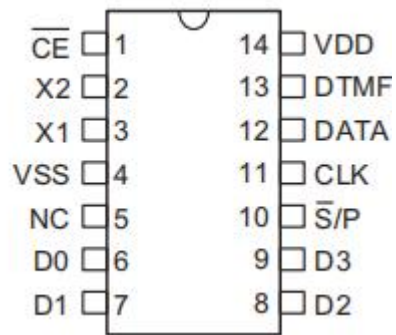 C̅E̅ 1 14 VDD
X2 2 13 DTMF
X1 3 12 DATA
VSS 4 11 CLK
NC 5 10 S̅/P
D0 6 9 D3
D1 7 8 D2